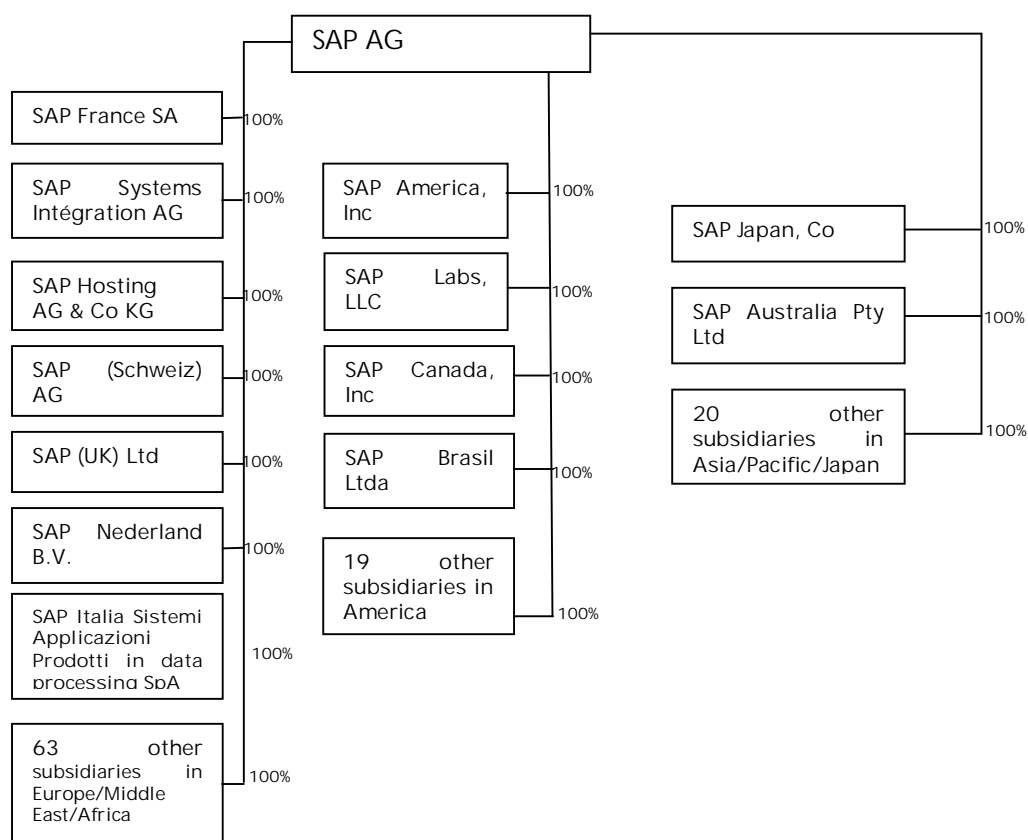 SAP AG
SAP France SA
100%
SAP Systems
Intégration AG
100%
SAP Hosting
AG & Co KG
100%
SAP (Schweiz)
AG
100%
SAP (UK) Ltd
100%
SAP Nederland
B.V.
100%
SAP Italia Sistemi
Applicazioni
Prodotti in data
processing SpA
100%
63 other
subsidiaries in
Europe/Middle
East/Africa
100%
SAP America,
Inc
100%
SAP Labs,
LLC
100%
SAP Canada,
Inc
100%
SAP Brasil
Ltda
100%
19 other
subsidiaries in
America
100%
SAP Japan, Co
100%
SAP Australia Pty
Ltd
100%
20 other
subsidiaries in
Asia/Pacific/Japan
100%